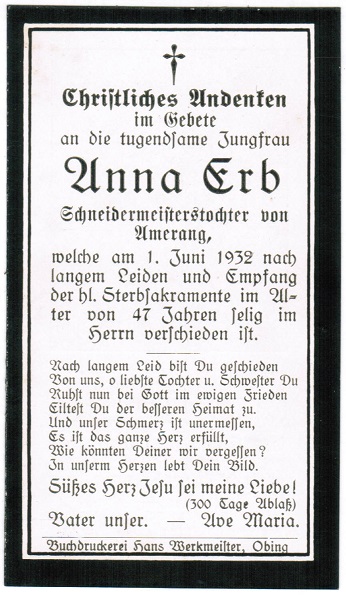 Christliches Andenken
im Gebete
an die tugendsame Jungfrau
Anna Erb
Schneidermeisterstochter von
Amerang,
welche am 1. Juni 1932 nach
langem Leiden und Empfang
der hl. Sterbsakramente im Al-
ter von 47 Jahren selig im
Herrn verschieden ist.
Nach langem Leid bist Du geschieden
Von uns, o liebste Tochter u. Schwester Du
Ruhst nun bei Gott im ewigen Frieden
Eiltest Du der besseren Heimat zu.
Und unser Schmerz ist unermessen,
Es ist das ganze Herz erfüllt,
Wie könnten Deiner wir vergessen?
In unserm Herzen lebt Dein Bild.
Süßes Herz Jesu sei meine Liebe!
(300 Tage Ablaß)
Vater unser. — Ave Maria.
Buchdruckerei Hans Werkmeister, Obing